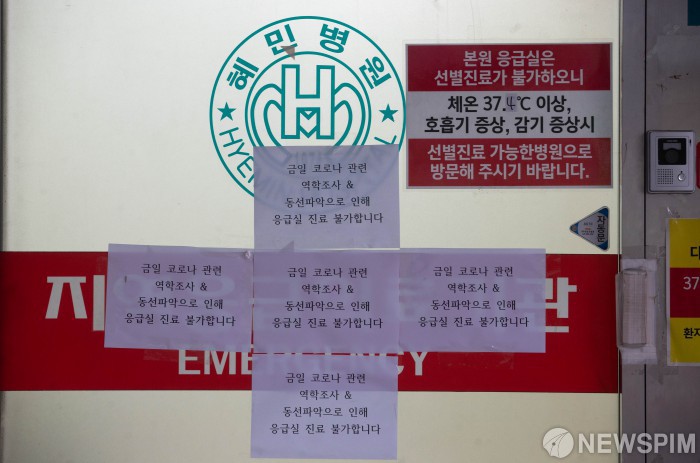 혜민병원
HYE
본원 응급실은
선별진료가 불가하오니
체온 37.4℃ 이상,
호흡기 증상, 감기 증상시
선별진료 가능한병원으로
방문해 주시기 바랍니다.
금일 코로나 관련
역학조사 &
동선파악으로 인해
응급실 진료 불가합니다
금일 코로나 관련
역학조사 &
동선파악으로 인해
응급실 진료 불가합니다
금일 코로나 관련
역학조사 &
동선파악으로 인해
응급실 진료 불가합니다
금일 코로나 관련
역학조사 &
동선파악으로 인해
응급실 진료 불가합니다
지 관
EMERGENCY
금일 코로나 관련
역학조사 &
동선파악으로 인해
응급실 진료 불가합니다
자동문
37
환자
NEWSPIM